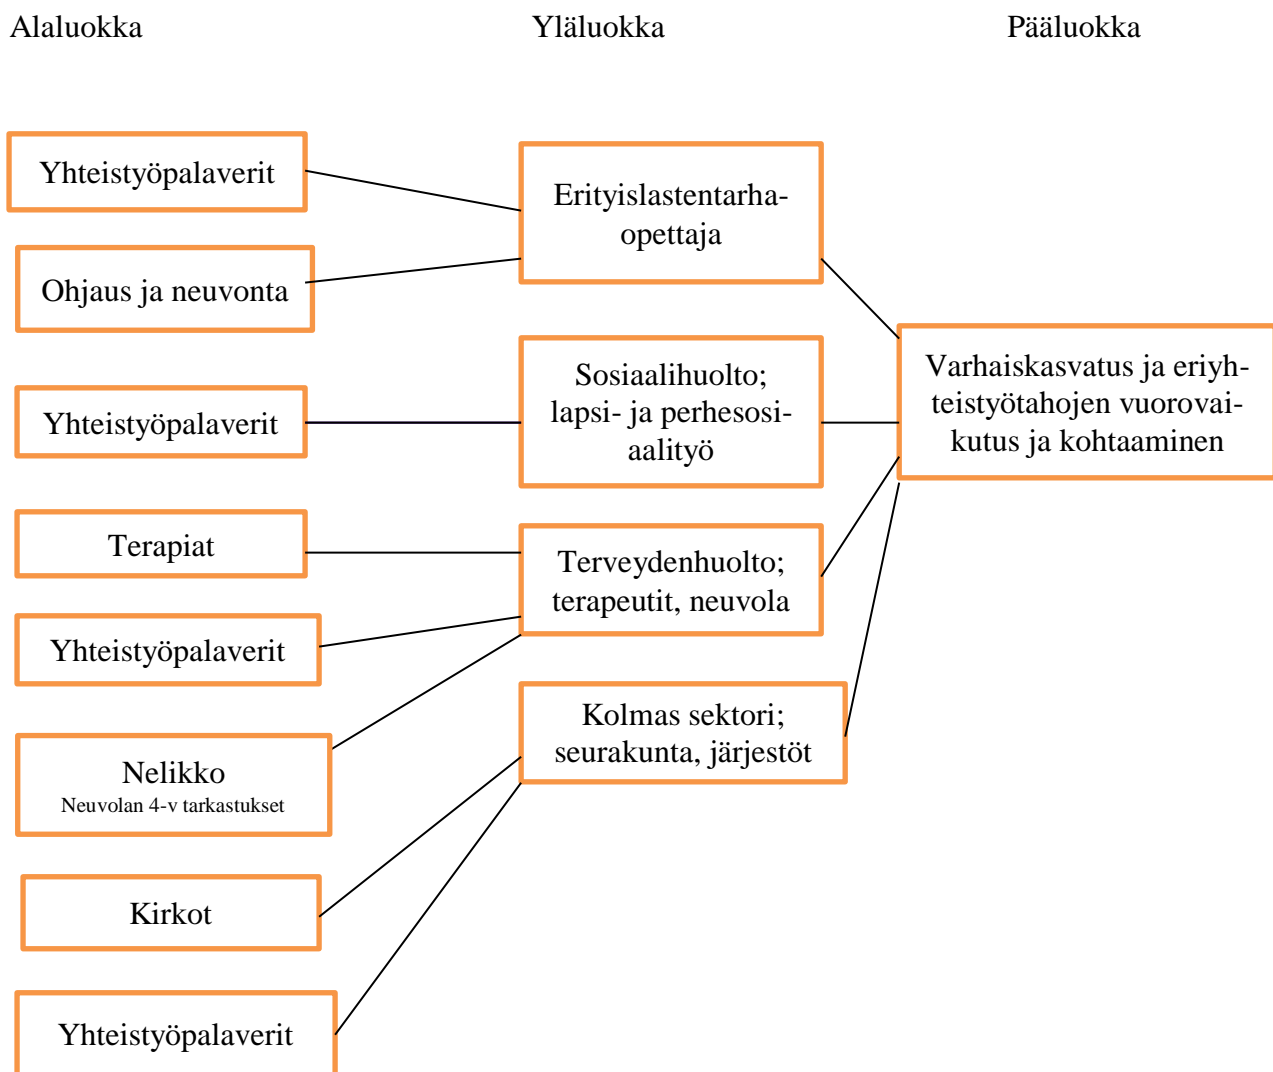 Alaluokka
Yläluokka
Pääluokka
Yhteistyöpalaverit
Ohjaus ja neuvonta
Yhteistyöpalaverit
Terapiat
Yhteistyöpalaverit
Nelikko
Neuvolan 4-v tarkastukset
Kirkot
Yhteistyöpalaverit
Erityislastentarha-
opettaja
Sosiaalihuolto;
lapsi- ja perhesosi-
aalityö
Terveydenhuolto;
terapeutit, neuvola
Kolmas sektori;
seurakunta, järjestöt
Varhaiskasvatus ja eriyh-
teistyötahojen vuorovai-
kutus ja kohtaaminen